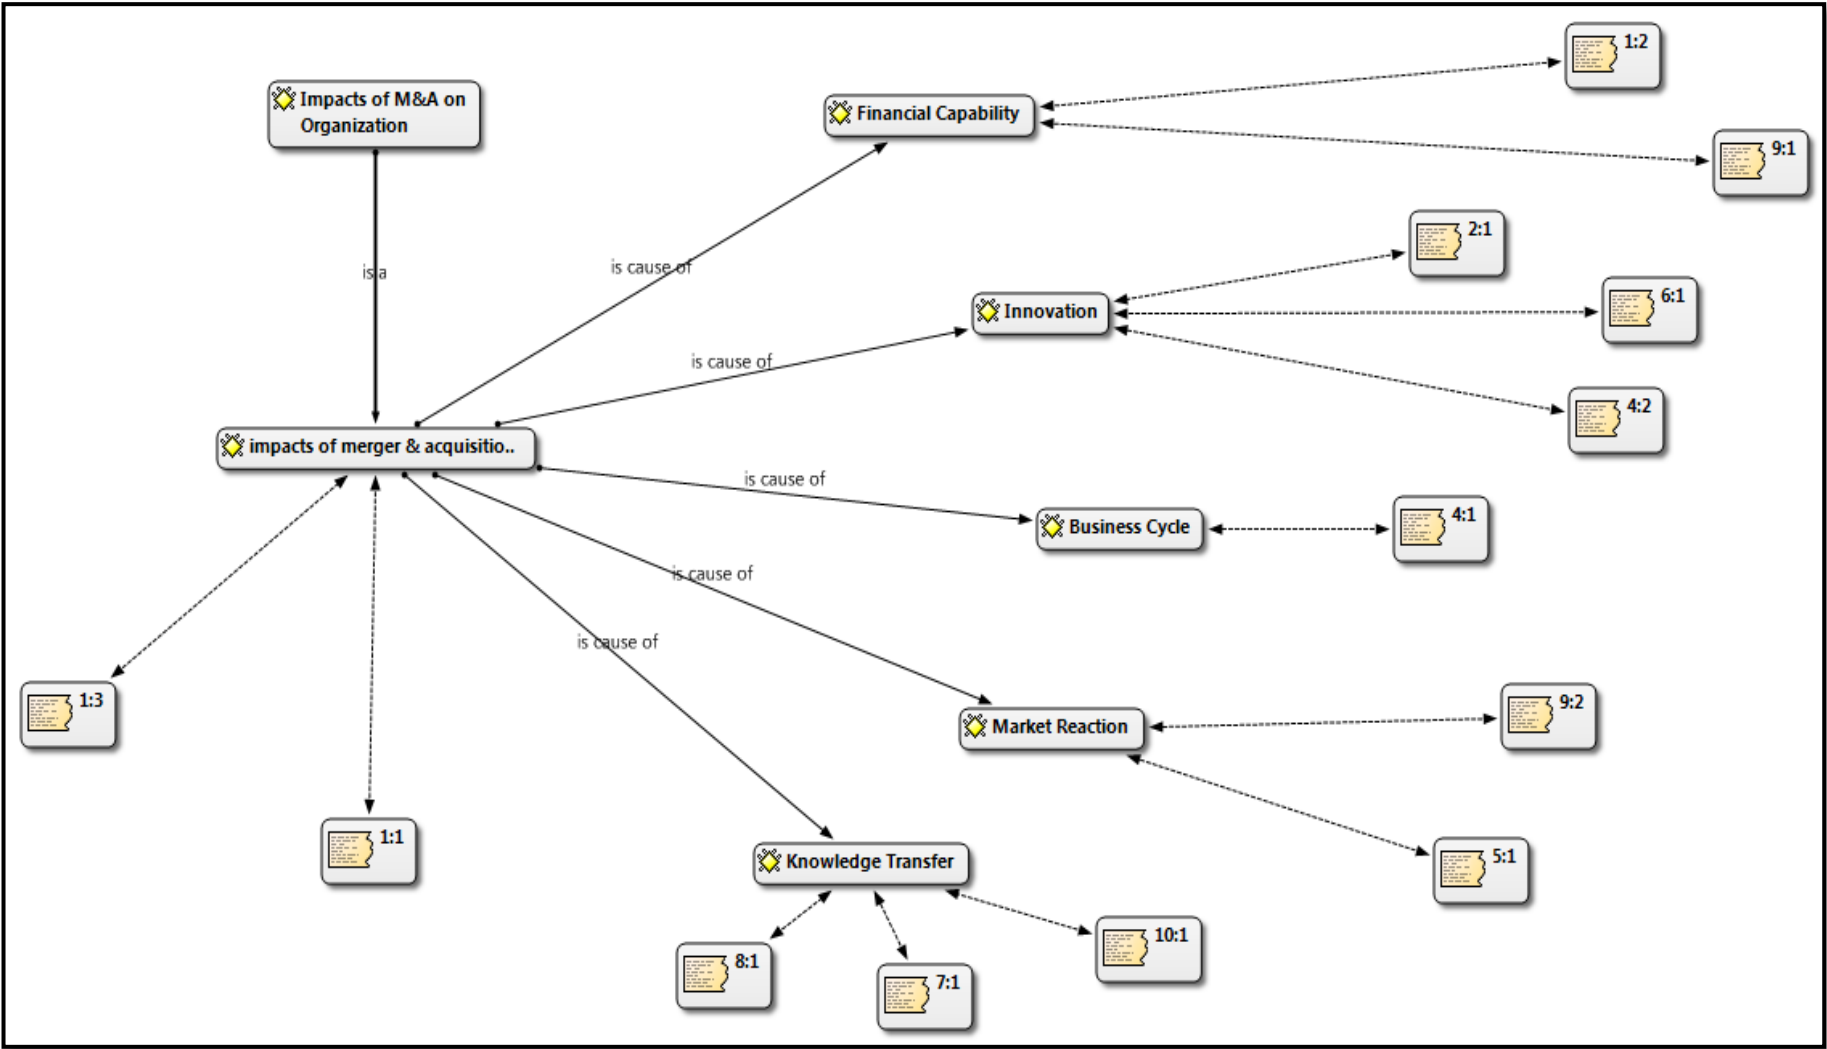 1:2
Impacts of M&A on
Organization
Financial Capability
9:1
2:1
is a
is cause of
6:1
Innovation
is cause of
4:2
impacts of merger & acquisitio..
is cause of
4:1
Business Cycle
is cause of
is cause of
1:3
9:2
Market Reaction
1:1
5:1
Knowledge Transfer
10:1
8:1
7:1